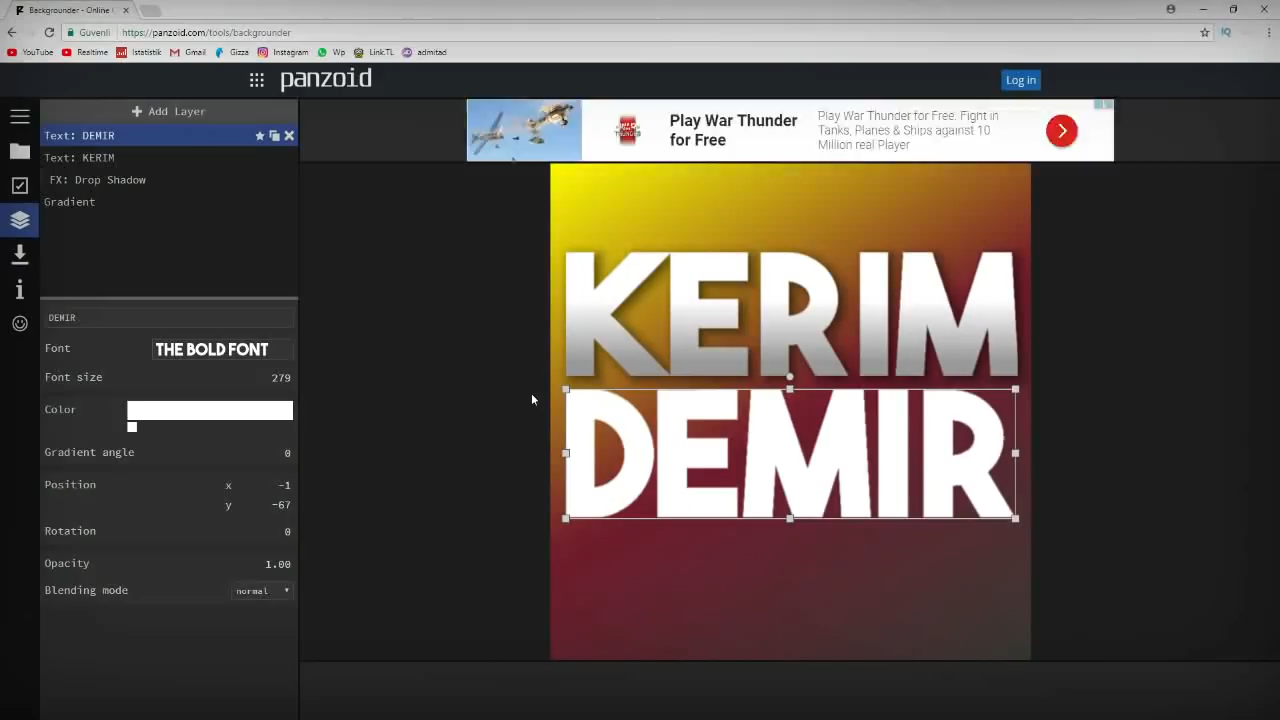 Backgrounder - Online
Güvenli
https://panzoid.com/tools/backgrounder
YouTube
Realtime
İstatistik
Gmail
Gizza
Instagram
Wp
Link.TL
admitad
panzoid
Log in
Add Layer
Text: DEMIR
Text: KERIM
FX: Drop Shadow
Gradient
Play War Thunder
for Free
Play War Thunder for Free. Fight in
Tanks, Planes & Ships against 10
Million real Player
KERIM
DEMIR
DEMIR
Font
THE BOLD FONT
Font size
279
Color
Gradient angle
0
Position
x
-1
y
-67
Rotation
0
Opacity
1.00
Blending mode
normal